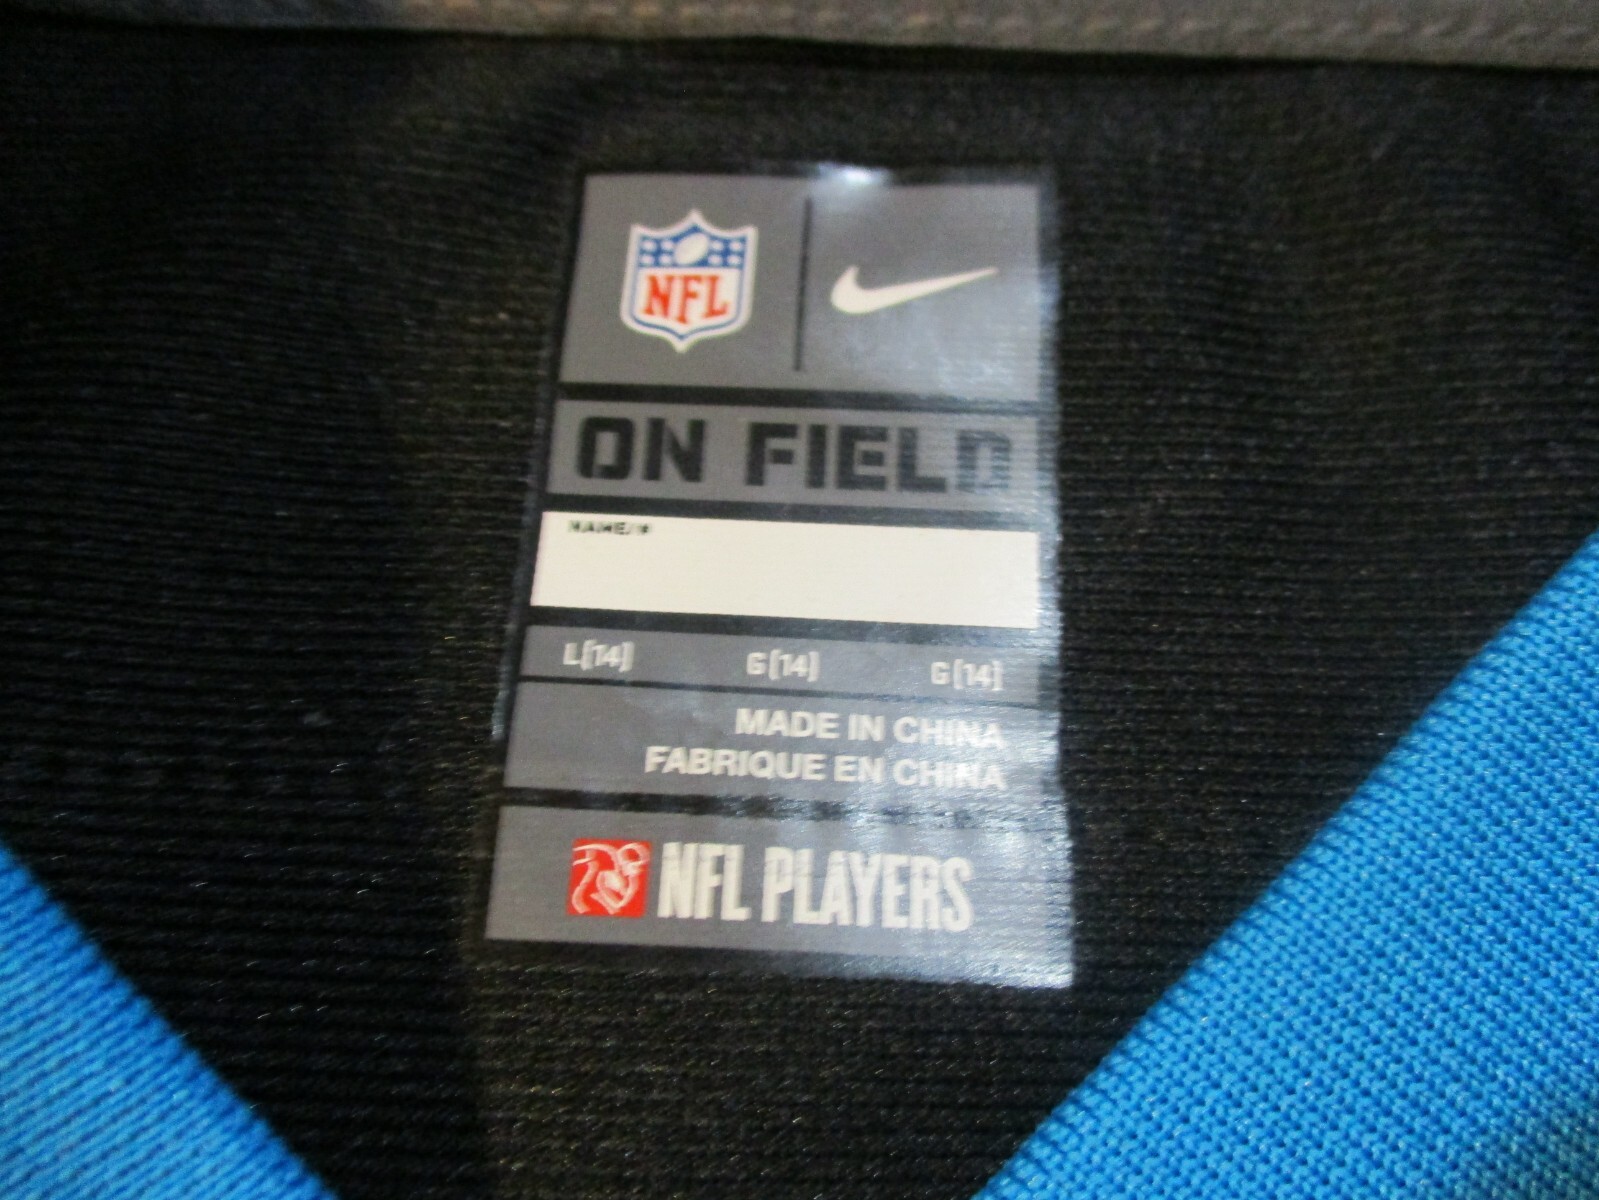 NFL
ON FIELD
NAME/#
L[14] G[14] G[14]
MADE IN CHINA
FABRIQUE EN CHINA
NFL PLAYERS